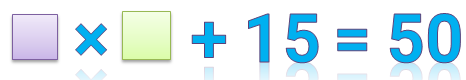 □ × □ + 15 = 50